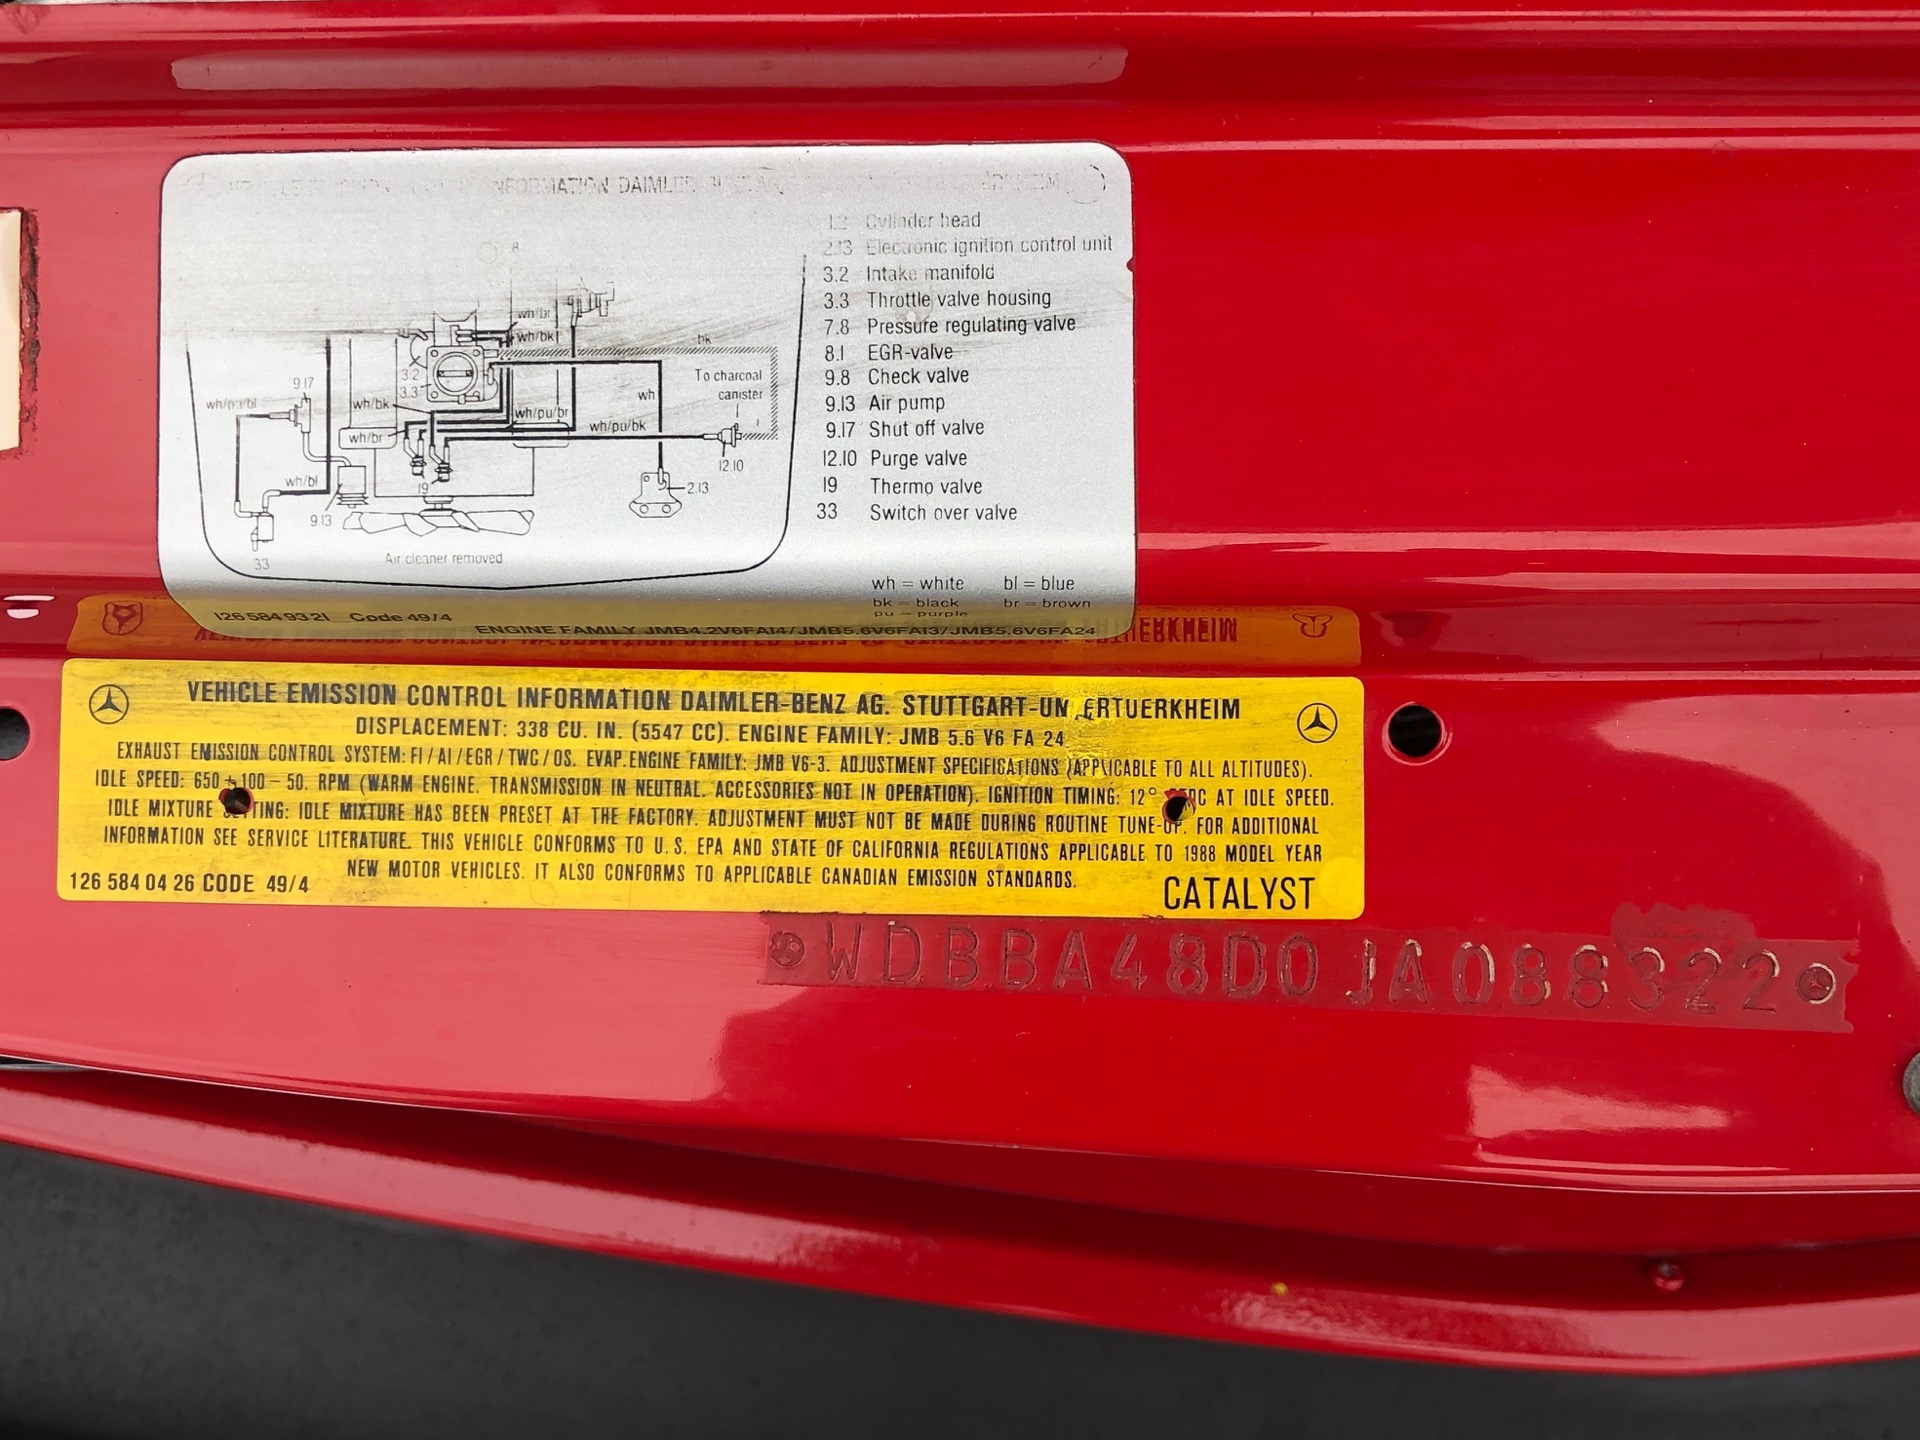 INFORMATION DAIMLER
1.2 Cylinder head
2.13 Electronic ignition control unit
3.2 Intake manifold
3.3 Throttle valve housing
7.8 Pressure regulating valve
8.1 EGR-valve
9.8 Check valve
9.13 Air pump
9.17 Shut off valve
12.10 Purge valve
19 Thermo valve
33 Switch over valve
wh/br
wh/bk
bk
3.2
3.3
To charcoal
canister
9.17
wh/pu/bl
wh/bk
wh
wh/pu/br
wh/br
wh/pu/bk
12.10
wh/bl
19
2.13
9.13
33
Air cleaner removed
wh = white bl = blue
bk = black br = brown
pu = purple
126 584 93 21 Code 49/4
ENGINE FAMILY JMB4.2V6FA14/JMB5.6V6FA13/JMB5.6V6FA24
VEHICLE EMISSION CONTROL INFORMATION DAIMLER-BENZ AG. STUTTGART-UN ERTUERKHEIM
DISPLACEMENT: 338 CU. IN. (5547 CC). ENGINE FAMILY: JMB 5.6 V6 FA 24
EXHAUST EMISSION CONTROL SYSTEM: FI/AI/EGR/TWC/OS. EVAP. ENGINE FAMILY: JMB V6-3. ADJUSTMENT SPECIFICATIONS (APPLICABLE TO ALL ALTITUDES).
IDLE SPEED: 650 +100 -50. RPM (WARM ENGINE. TRANSMISSION IN NEUTRAL. ACCESSORIES NOT IN OPERATION). IGNITION TIMING: 12° AT IDLE SPEED.
IDLE MIXTURE SETTING: IDLE MIXTURE HAS BEEN PRESET AT THE FACTORY. ADJUSTMENT MUST NOT BE MADE DURING ROUTINE TUNE-UP. FOR ADDITIONAL
INFORMATION SEE SERVICE LITERATURE. THIS VEHICLE CONFORMS TO U.S. EPA AND STATE OF CALIFORNIA REGULATIONS APPLICABLE TO 1988 MODEL YEAR
NEW MOTOR VEHICLES. IT ALSO CONFORMS TO APPLICABLE CANADIAN EMISSION STANDARDS.
126 584 04 26 CODE 49/4
CATALYST
WDBBA48D0JA088322